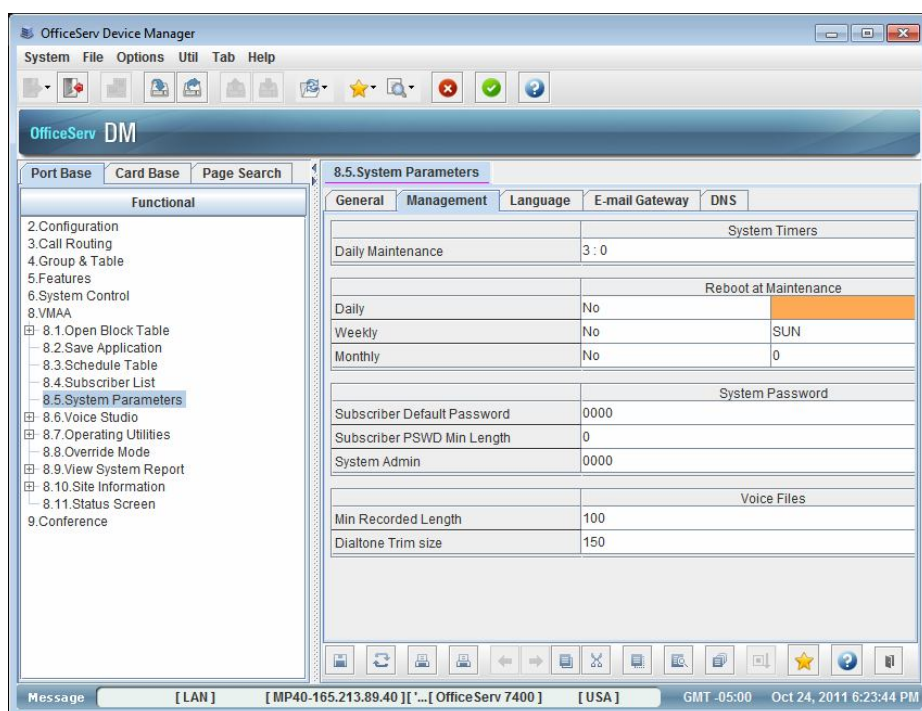 OfficeServ Device Manager
System File Options Util Tab Help
OfficeServ DM
Port Base Card Base Page Search
Functional
2.Configuration
3.Call Routing
4.Group & Table
5.Features
6.System Control
8.VMAA
8.1.Open Block Table
8.2.Save Application
8.3.Schedule Table
8.4.Subscriber List
8.5.System Parameters
8.6.Voice Studio
8.7.Operating Utilities
8.8.Override Mode
8.9.View System Report
8.10.Site Information
8.11.Status Screen
9.Conference
8.5.System Parameters
General Management Language E-mail Gateway DNS
System Timers
Daily Maintenance 3 : 0
Reboot at Maintenance
Daily No
Weekly No SUN
Monthly No 0
System Password
Subscriber Default Password 0000
Subscriber PSWD Min Length 0
System Admin 0000
Voice Files
Min Recorded Length 100
Dialtone Trim size 150
Message [LAN] [MP40-165.213.89.40]['...[OfficeServ 7400] [USA] GMT -05:00 Oct 24, 2011 6:23:44 PM